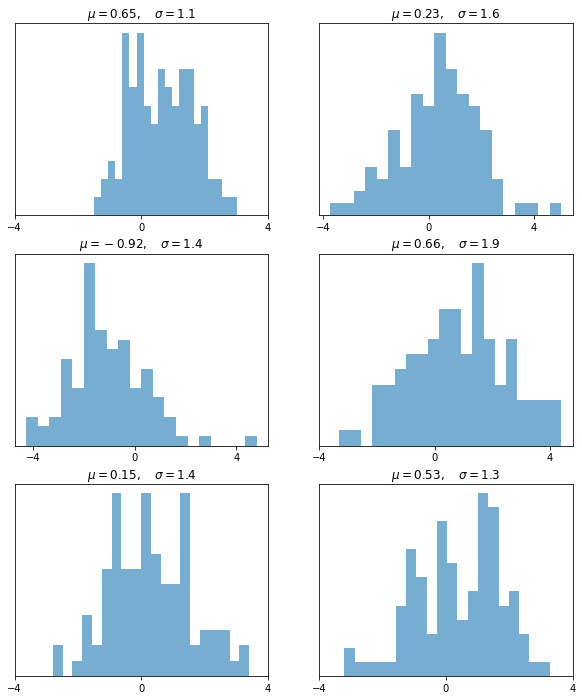 μ = 0.65, σ = 1.1
μ = 0.23, σ = 1.6
−4 0 4
−4 0 4
μ = − 0.92, σ = 1.4
μ = 0.66, σ = 1.9
−4 0 4
−4 0 4
μ = 0.15, σ = 1.4
μ = 0.53, σ = 1.3
−4 0 4
−4 0 4